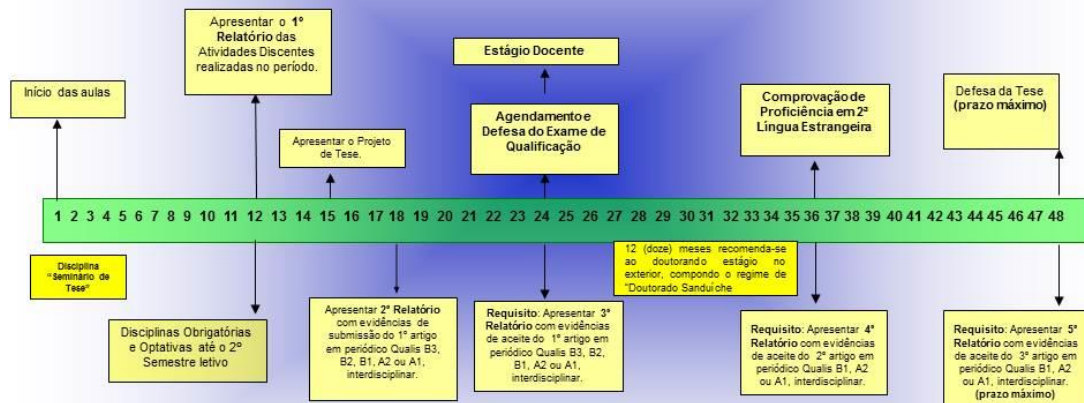 Apresentar o 1º
Relatório das
Atividades Discentes
realizadas no período.
Estágio Docente
Início das aulas
Agendamento e
Defesa do Exame de
Qualificação
Comprovação de
Proficiência em 2ª
Língua Estrangeira
Defesa da Tese
(prazo máximo)
Apresentar o Projeto
de Tese.
1 2 3 4 5 6 7 8 9 10 11 12 13 14 15 16 17 18 19 20 21 22 23 24 25 26 27 28 29 30 31 32 33 34 35 36 37 38 39 40 41 42 43 44 45 46 47 48
Disciplina
"Seminário de
Tese"
12 (doze) meses recomenda-se
ao doutorando estágio no
exterior, compondo o regime de
"Doutorado Sanduíche
Disciplinas Obrigatórias
e Optativas até o 2º
Semestre letivo
Apresentar 2º Relatório
com evidências de
submissão do 1º artigo
em periódico Qualis B3,
B2, B1, A2 ou A1,
interdisciplinar.
Requisito: Apresentar 3º
Relatório com evidências
de aceite do 1º artigo em
periódico Qualis B3, B2,
B1, A2 ou A1,
interdisciplinar.
Requisito: Apresentar 4º
Relatório com evidências
de aceite do 2º artigo em
periódico Qualis B1, A2
ou A1, interdisciplinar.
Requisito: Apresentar 5º
Relatório com evidências
de aceite do 3º artigo em
periódico Qualis B1, A2
ou A1, interdisciplinar.
(prazo máximo)